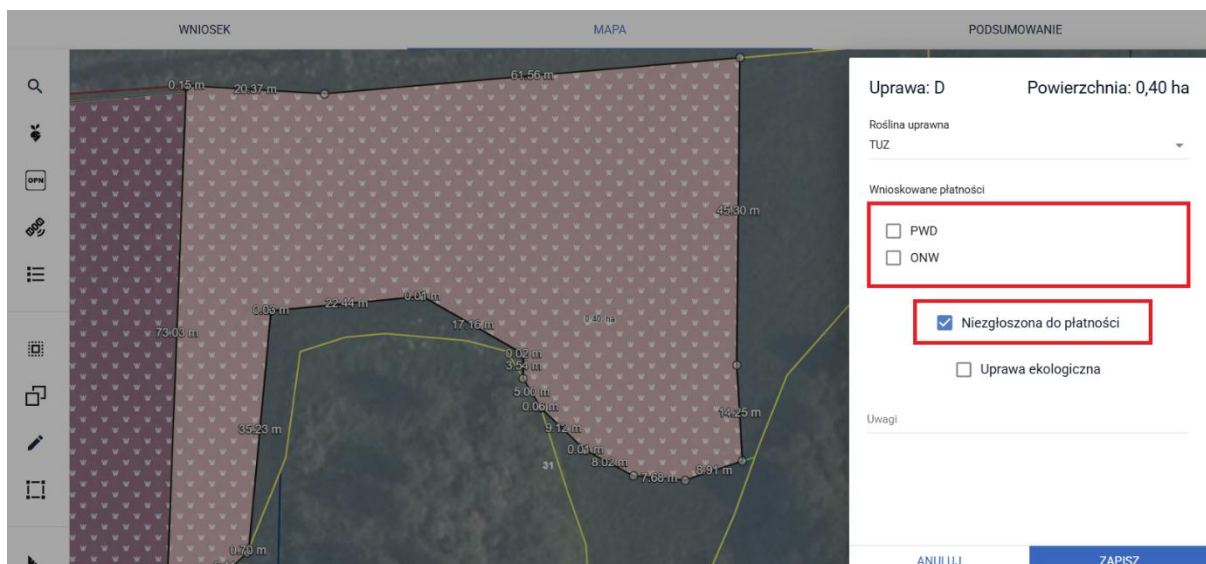 WNIOSEK
MAPA
PODSUMOWANIE
Uprawa: D
Powierzchnia: 0,40 ha
Roślina uprawna
TUZ
Wnioskowane płatności
PWD
ONW
Niezgłoszona do płatności
Uprawa ekologiczna
Uwagi
ANULUJ
ZAPISZ
OPN
0.15 m
20.37 m
61.56 m
45.30 m
0.03 m
22.44 m
0.01 m
17.16 m
0,40 ha
73.03 m
0.02 m
3.54 m
5.00 m
0.06 m
14.25 m
35.23 m
9.12 m
0.01 m
8.02 m
7.68 m
8.91 m
31
0.70 m